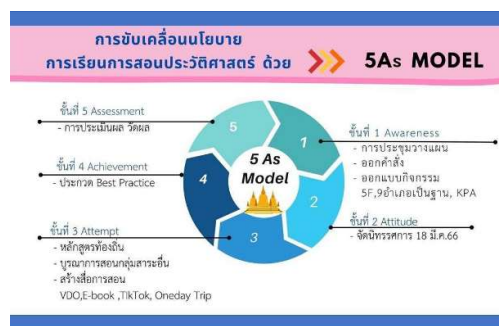 การขับเคลื่อนนโยบาย
การเรียนการสอนประวัติศาสตร์ ด้วย
5As MODEL
ขั้นที่ 5 Assessment
- การประเมินผล วัดผล
ขั้นที่ 4 Achievement
- ประกวด Best Practice
ขั้นที่ 3 Attempt
-หลักสูตรท้องถิ่น
-บูรณาการสอนกลุ่มสาระอื่น
-สร้างสื่อการสอน
VDO,E-book ,TikTok, Oneday Trip
5
4
3
2
1
5 As
Model
ขั้นที่ 1 Awareness
- การประชุมวางแผน
- ออกคำสั่ง
- ออกแบบกิจกรรม
5F,9อำเภอเป็นฐาน, KPA
ขั้นที่ 2 Attitude
- จัดนิทรรศการ 18 มี.ค.66